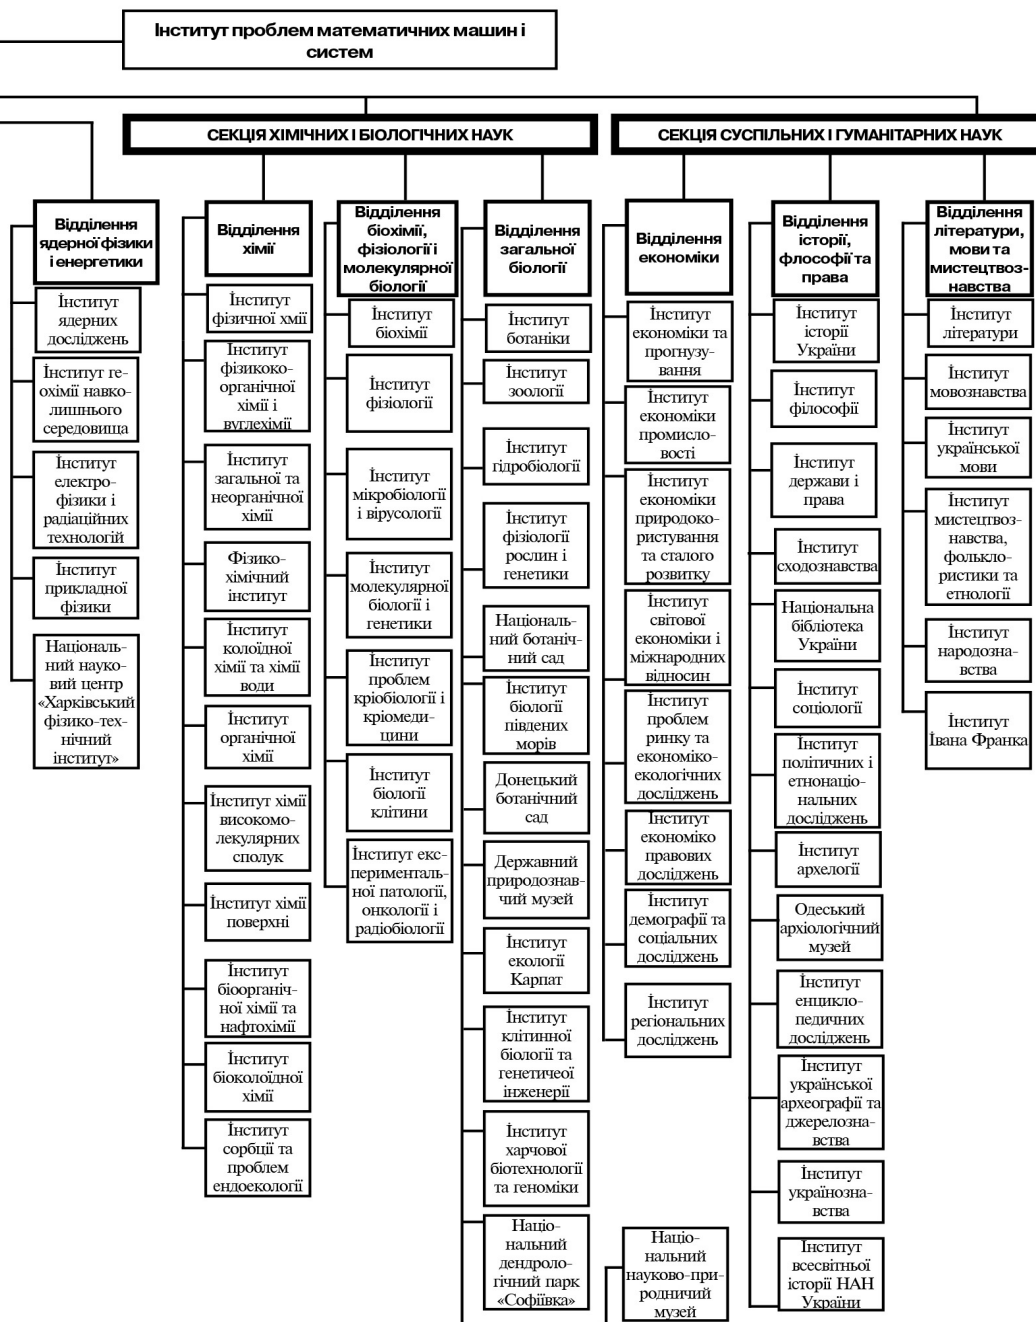 Інститут проблем математичних машин і
систем
СЕКЦІЯ ХІМІЧНИХ І БІОЛОГІЧНИХ НАУК
СЕКЦІЯ СУСПІЛЬНИХ І ГУМАНІТАРНИХ НАУК
Відділення
ядерної фізики
і енергетики
Інститут
ядерних
досліджень
Інститут ге-
охімії навко-
лишнього
середовища
Інститут
електро-
фізики і
радіаційних
технологій
Інститут
прикладної
фізики
Національ-
ний науко-
вий центр
«Харківський
фізико-тех-
нічний
інститут»
Відділення
хімії
Інститут
фізичної хмії
Інститут
фізикоко-
органічної
хімії і
вуглехімії
Інститут
загальної та
неорганічної
хімії
Фізико-
хімічний
інститут
Інститут
колоїдної
хімії та хімії
води
Інститут
органічної
хімії
Інститут хімії
високомо-
лекулярних
сполук
Інститут хімії
поверхні
Інститут
біоорганіч-
ної хімії та
нафтохімії
Інститут
біоколоїдної
хімії
Інститут
сорбції та
проблем
ендоекології
Відділення
біохімії,
фізіології і
молекулярної
біології
Інститут
біохімії
Інститут
фізіології
Інститут
мікробіології
і вірусології
Інститут
молекулярної
біології і
генетики
Інститут
проблем
кріобіології і
кріомеди-
цини
Інститут
біології
клітини
Інститут екс-
перименталь-
ної патології,
онкології і
радіобіології
Відділення
загальної
біології
Інститут
ботаніки
Інститут
зоології
Інститут
гідробіології
Інститут
фізіології
рослин і
генетики
Національ-
ний ботаніч-
ний сад
Інститут
біології
південих
морів
Донецький
ботанічний
сад
Державний
природознав-
чий музей
Інститут
екології
Карпат
Інститут
клітинної
біології та
генетичеої
інженерії
Інститут
харчової
біотехнології
та геноміки
Націо-
нальний
дендроло-
гічний парк
«Софіївка»
Відділення
економіки
Інститут
економіки та
прогнозу-
вання
Інститут
економіки
промисло-
вості
Інститут
економіки
природоко-
ристування
та сталого
розвитку
Інститут
світової
економіки і
міжнародних
відносин
Інститут
проблем
ринку та
економіко-
екологічних
досліджень
Інститут
економіко
правових
досліджень
Інститут
демографії та
соціальних
досліджень
Інститут
регіональних
досліджень
Націо-
нальний
науково-при-
родничий
музей
Відділення
історії,
флософії та
права
Інститут
історії
України
Інститут
філософії
Інститут
держави і
права
Інститут
сходознавства
Національна
бібліотека
України
Інститут
соціології
Інститут
політичних і
етнонаціо-
нальних
досліджень
Інститут
археלогії
Одеський
архіологічний
музей
Інститут
енцикло-
педичних
досліджень
Інститут
української
археографії та
джерелозна-
вства
Інститут
українозна-
вства
Інститут
всесвітньої
історії НАН
України
Відділення
літератури,
мови та
мистецтвоз-
навства
Інститут
літератури
Інститут
мовознавства
Інститут
української
мови
Інститут
мистецтвоз-
навства,
фолькло-
ристики та
етнології
Інститут
народозна-
вства
Інститут
Івана Франка